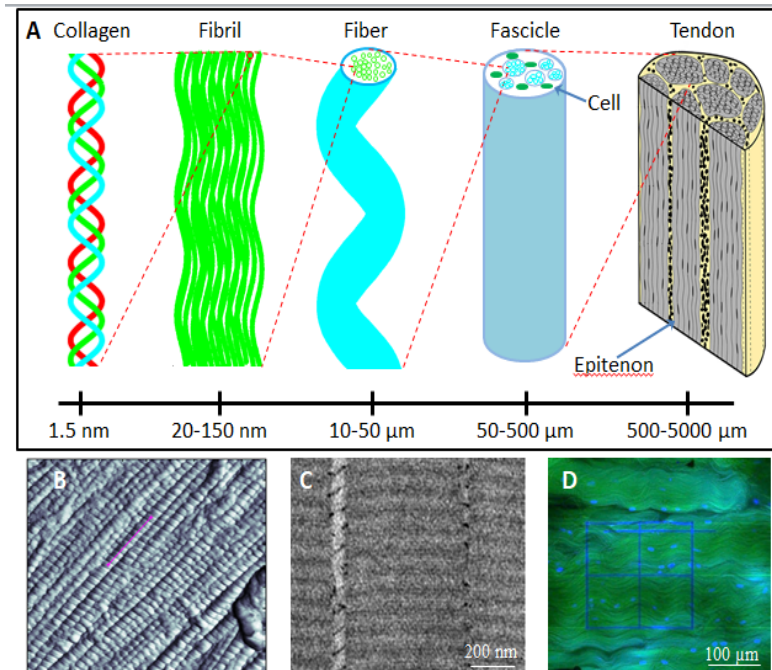 A Collagen Fibril Fiber Fascicle Tendon
Cell
Epitenon
1.5 nm 20-150 nm 10-50 µm 50-500 µm 500-5000 µm
B C D
200 nm 100 µm